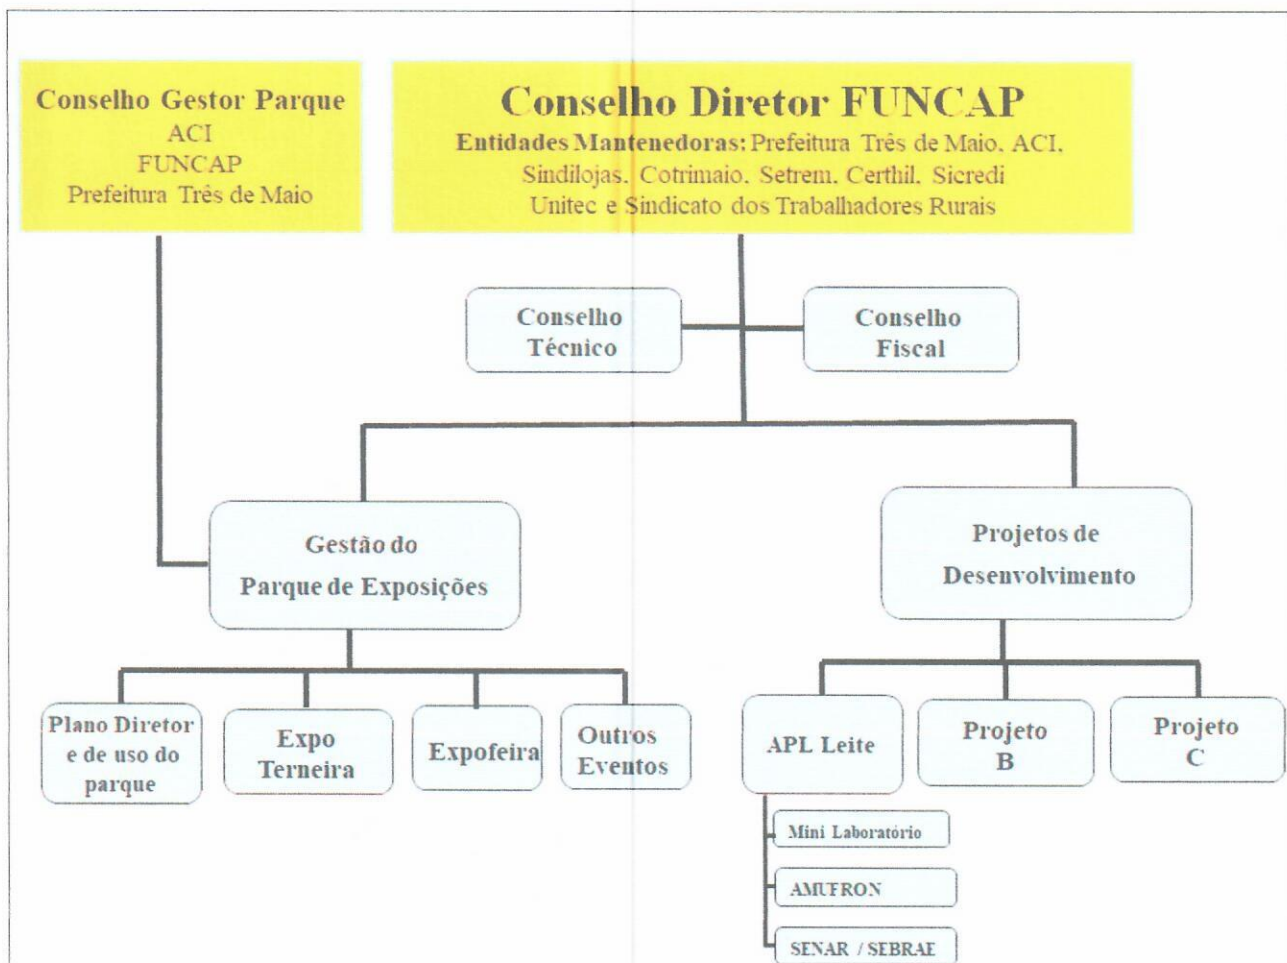 Conselho Gestor Parque
ACI
FUNCAP
Prefeitura Três de Maio
Conselho Diretor FUNCAP
Entidades Mantenedoras: Prefeitura Três de Maio, ACI,
Sindilojas, Cotrimaio, Setrem, Certhil, Sicredi
Unitec e Sindicato dos Trabalhadores Rurais
Conselho
Técnico
Conselho
Fiscal
Gestão do
Parque de Exposições
Projetos de
Desenvolvimento
Plano Diretor
e de uso do
parque
Expo
Terneira
Expofeira
Outros
Eventos
APL Leite
Projeto
B
Projeto
C
Mini Laboratório
AMUFRON
SENAR / SEBRAE